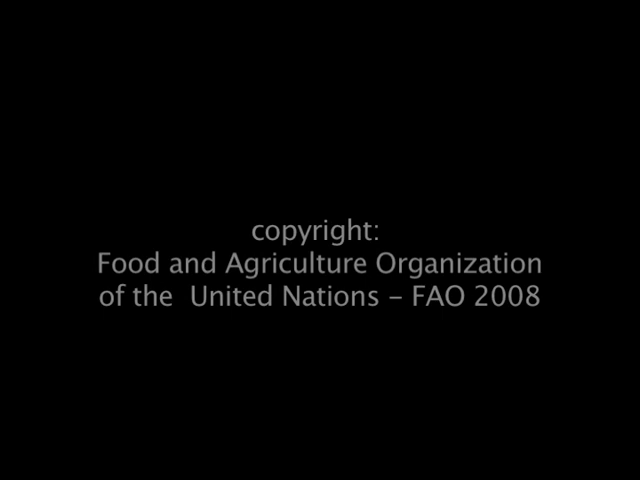 copyright:
Food and Agriculture Organization
of the  United Nations - FAO 2008